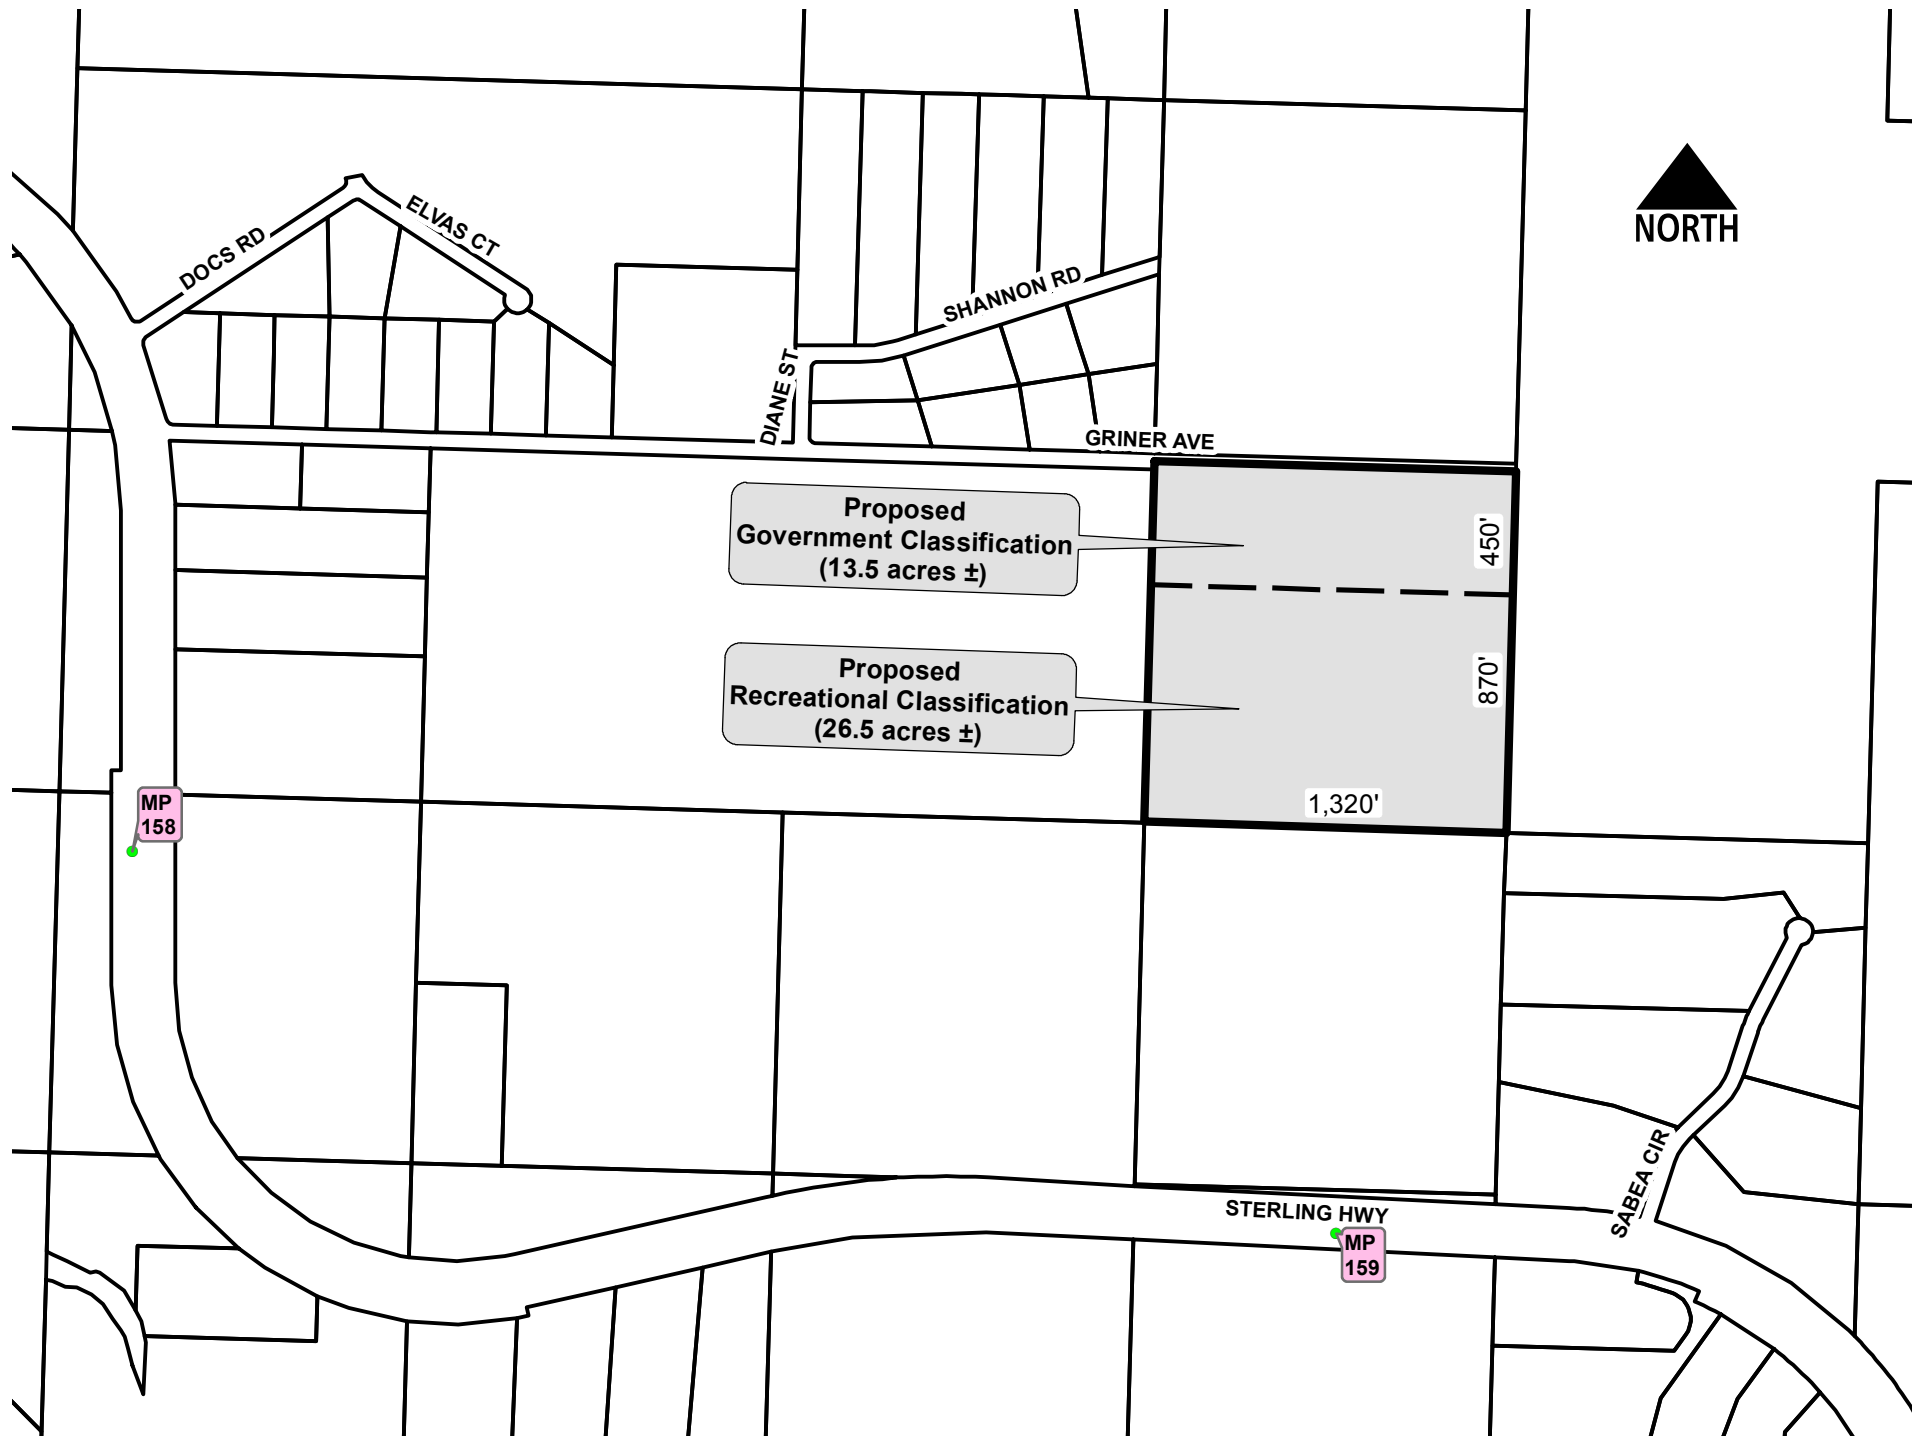 ELVAS CT
DOCS RD
NORTH
SHANNON RD
DIANE ST
GRINER AVE
Proposed
Government Classification
(13.5 acres ±)
450'
Proposed
Recreational Classification
(26.5 acres ±)
870'
1,320'
MP
158
SABEA CIR
STERLING HWY
MP
159